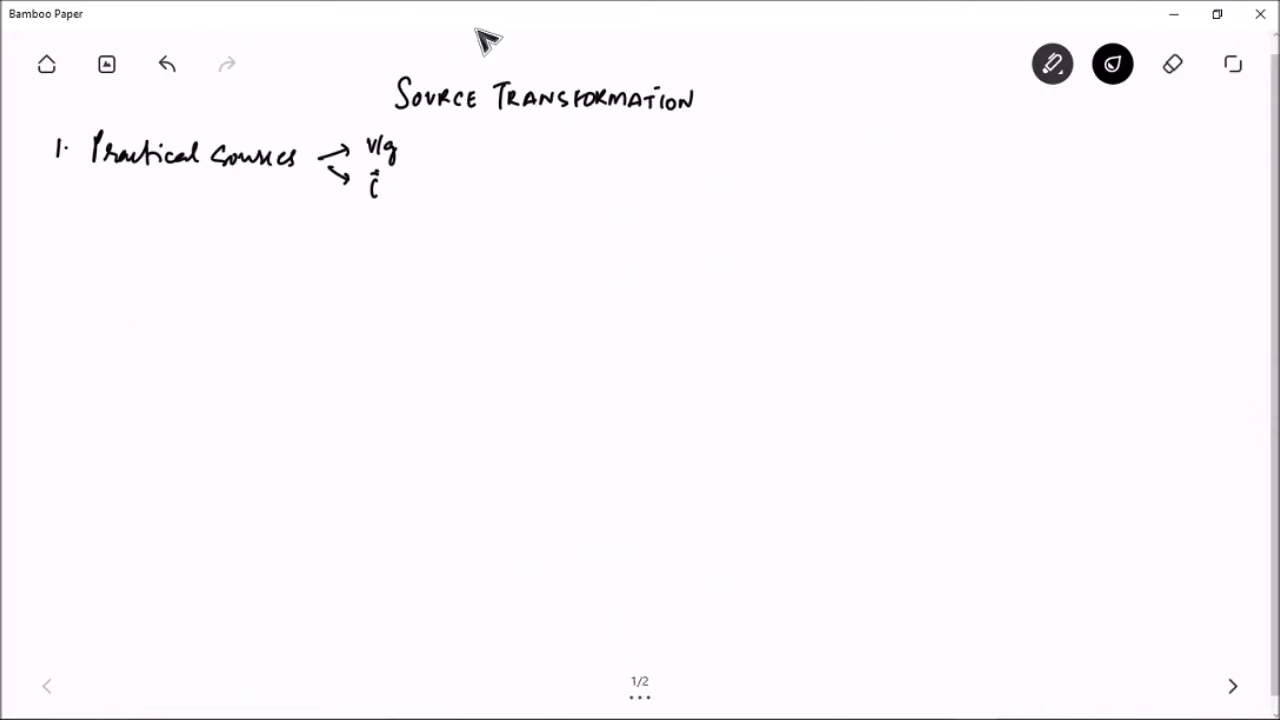 Bamboo Paper
SOURCE TRANSFORMATION
1. Practical Sources → v/g
→ i
1/2